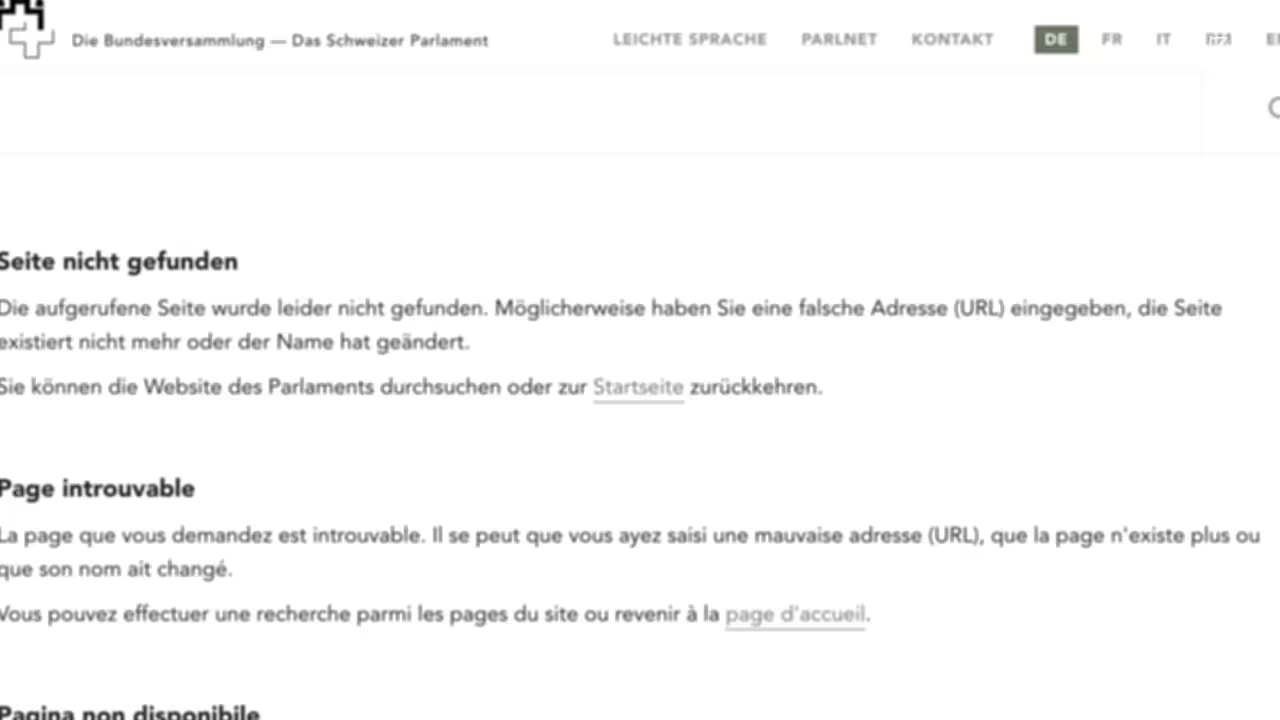 Die Bundesversammlung — Das Schweizer Parlament
LEICHTE SPRACHE PARLNET KONTAKT DE FR IT
Seite nicht gefunden
Die aufgerufene Seite wurde leider nicht gefunden. Möglicherweise haben Sie eine falsche Adresse (URL) eingegeben, die Seite
existiert nicht mehr oder der Name hat geändert.
Sie können die Website des Parlaments durchsuchen oder zur Startseite zurückkehren.
Page introuvable
La page que vous demandez est introuvable. Il se peut que vous ayez saisi une mauvaise adresse (URL), que la page n'existe plus ou
que son nom ait changé.
Vous pouvez effectuer une recherche parmi les pages du site ou revenir à la page d'accueil.
Pagina non disponibile